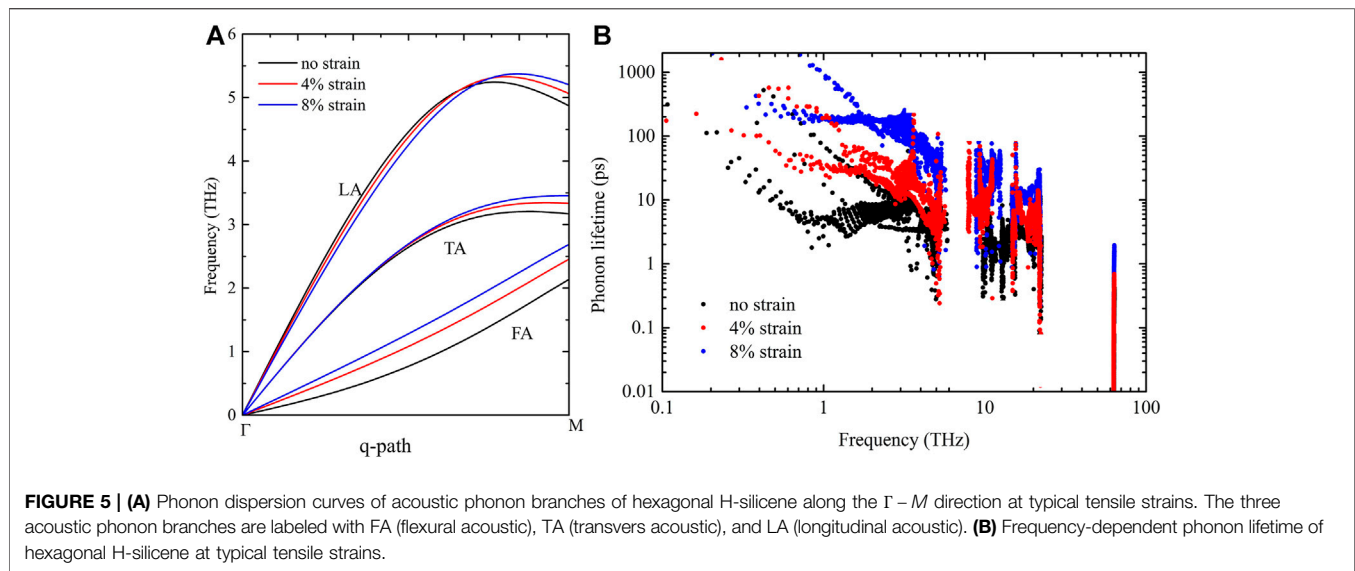 A
6
5
4
3
2
1
0
Frequency (THz)
no strain
4% strain
8% strain
LA
TA
FA
Γ
M
q-path
B
1000
100
10
1
0.1
0.01
Phonon lifetime (ps)
no strain
4% strain
8% strain
0.1
1
10
100
Frequency (THz)
FIGURE 5 | (A) Phonon dispersion curves of acoustic phonon branches of hexagonal H-silicene along the Γ – M direction at typical tensile strains. The three
acoustic phonon branches are labeled with FA (flexural acoustic), TA (transvers acoustic), and LA (longitudinal acoustic). (B) Frequency-dependent phonon lifetime of
hexagonal H-silicene at typical tensile strains.